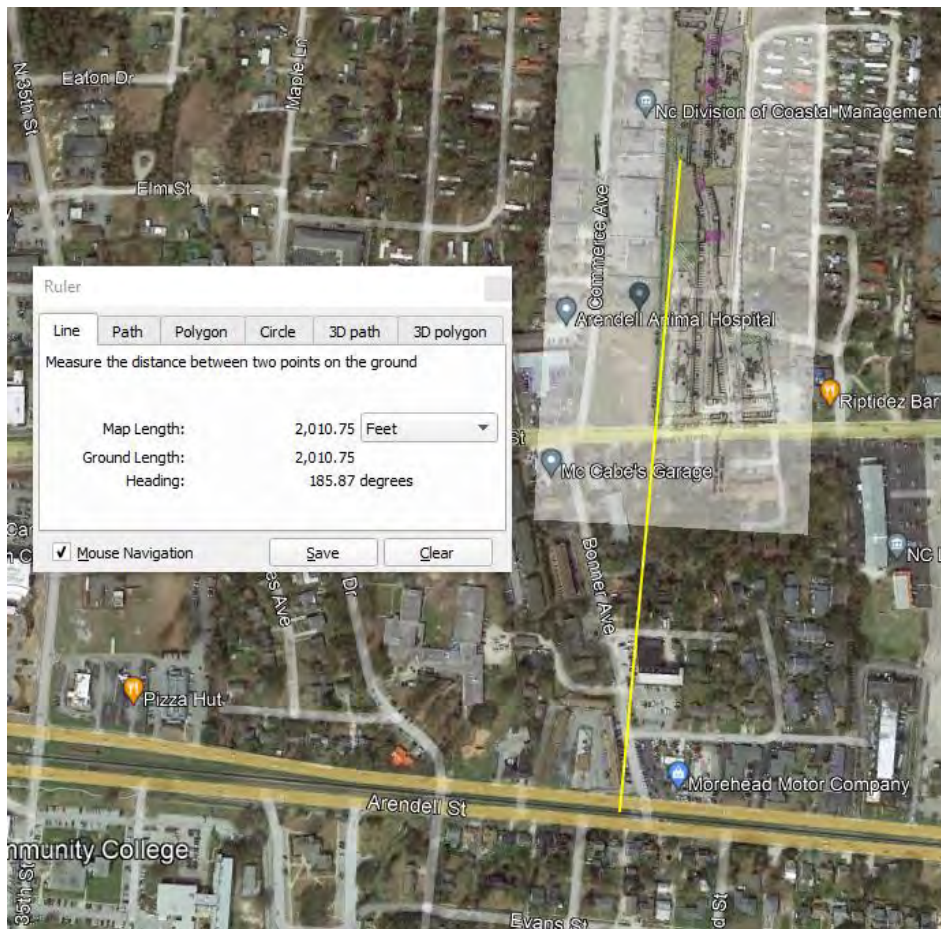 Eaton Dr
N 35th St
Maple Ln
Nc Division of Coastal Management
Elm St
Commerce Ave
Arendell Animal Hospital
Riptidez Bar
Mc Cabe's Garage
St
Ruler
Line Path Polygon Circle 3D path 3D polygon
Measure the distance between two points on the ground
Map Length: 2,010.75 Feet
Ground Length: 2,010.75
Heading: 185.87 degrees
Mouse Navigation Save Clear
Bonner Ave
Dr
Pizza Hut
Morehead Motor Company
Arendell St
Community College
35th St
Evans St